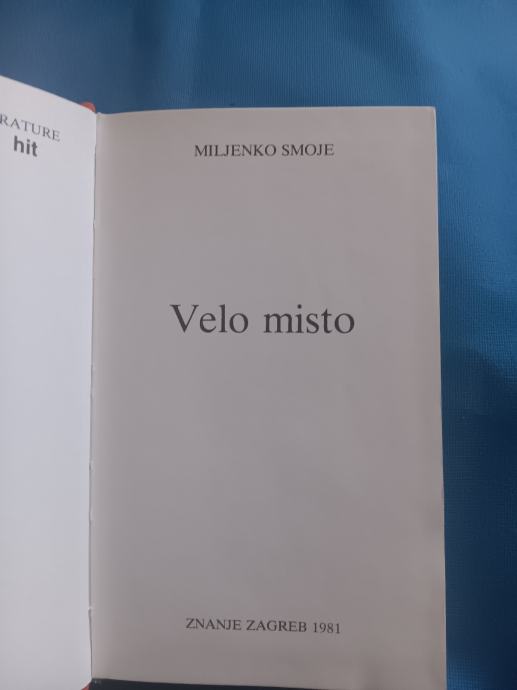 RATURE
hit
MILJENKO SMOJE
Velo misto
ZNANJE ZAGREB 1981